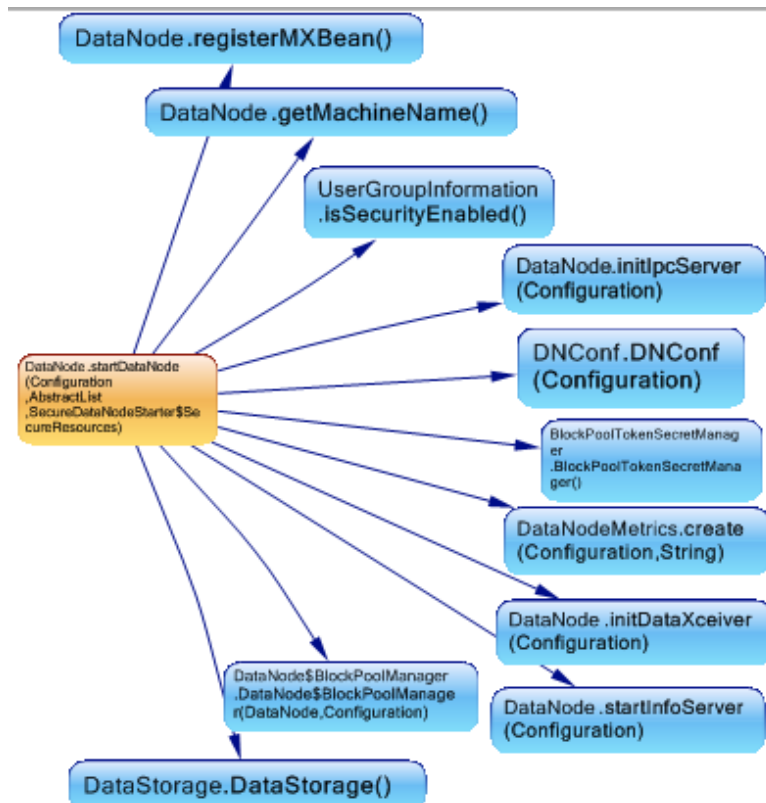 DataNode.registerMXBean()
DataNode.getMachineName()
UserGroupInformation
.isSecurityEnabled()
DataNode.initIpcServer
(Configuration)
DNConf.DNConf
(Configuration)
DataNode.startDataNode
(Configuration
,AbstractList
,SecureDataNodeStarter$Se
cureResources)
BlockPoolTokenSecretManag
er
.BlockPoolTokenSecretMana
ger()
DataNodeMetrics.create
(Configuration,String)
DataNode.initDataXceiver
(Configuration)
DataNode$BlockPoolManager
.DataNode$BlockPoolManage
r(DataNode,Configuration)
DataNode.startInfoServer
(Configuration)
DataStorage.DataStorage()